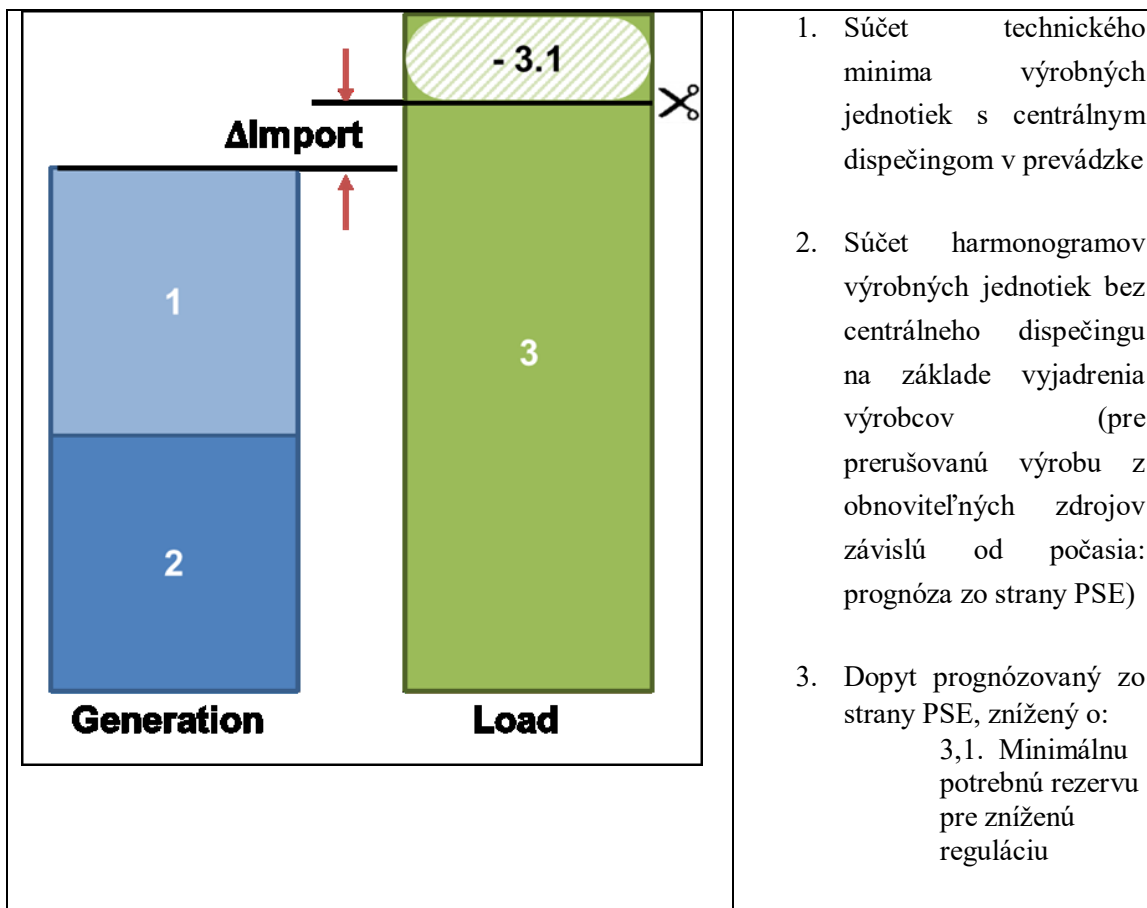 - 3.1
ΔImport
1
3
2
Generation
Load
1. Súčet technického
minima výrobných
jednotiek s centrálnym
dispečingom v prevádzke
2. Súčet harmonogramov
výrobných jednotiek bez
centrálneho dispečingu
na základe vyjadrenia
výrobcov (pre
prerušovanú výrobu z
obnoviteľných zdrojov
závislú od počasia:
prognóza zo strany PSE)
3. Dopyt prognózovaný zo
strany PSE, znížený o:
3,1. Minimálnu
potrebnú rezervu
pre zníženú
reguláciu